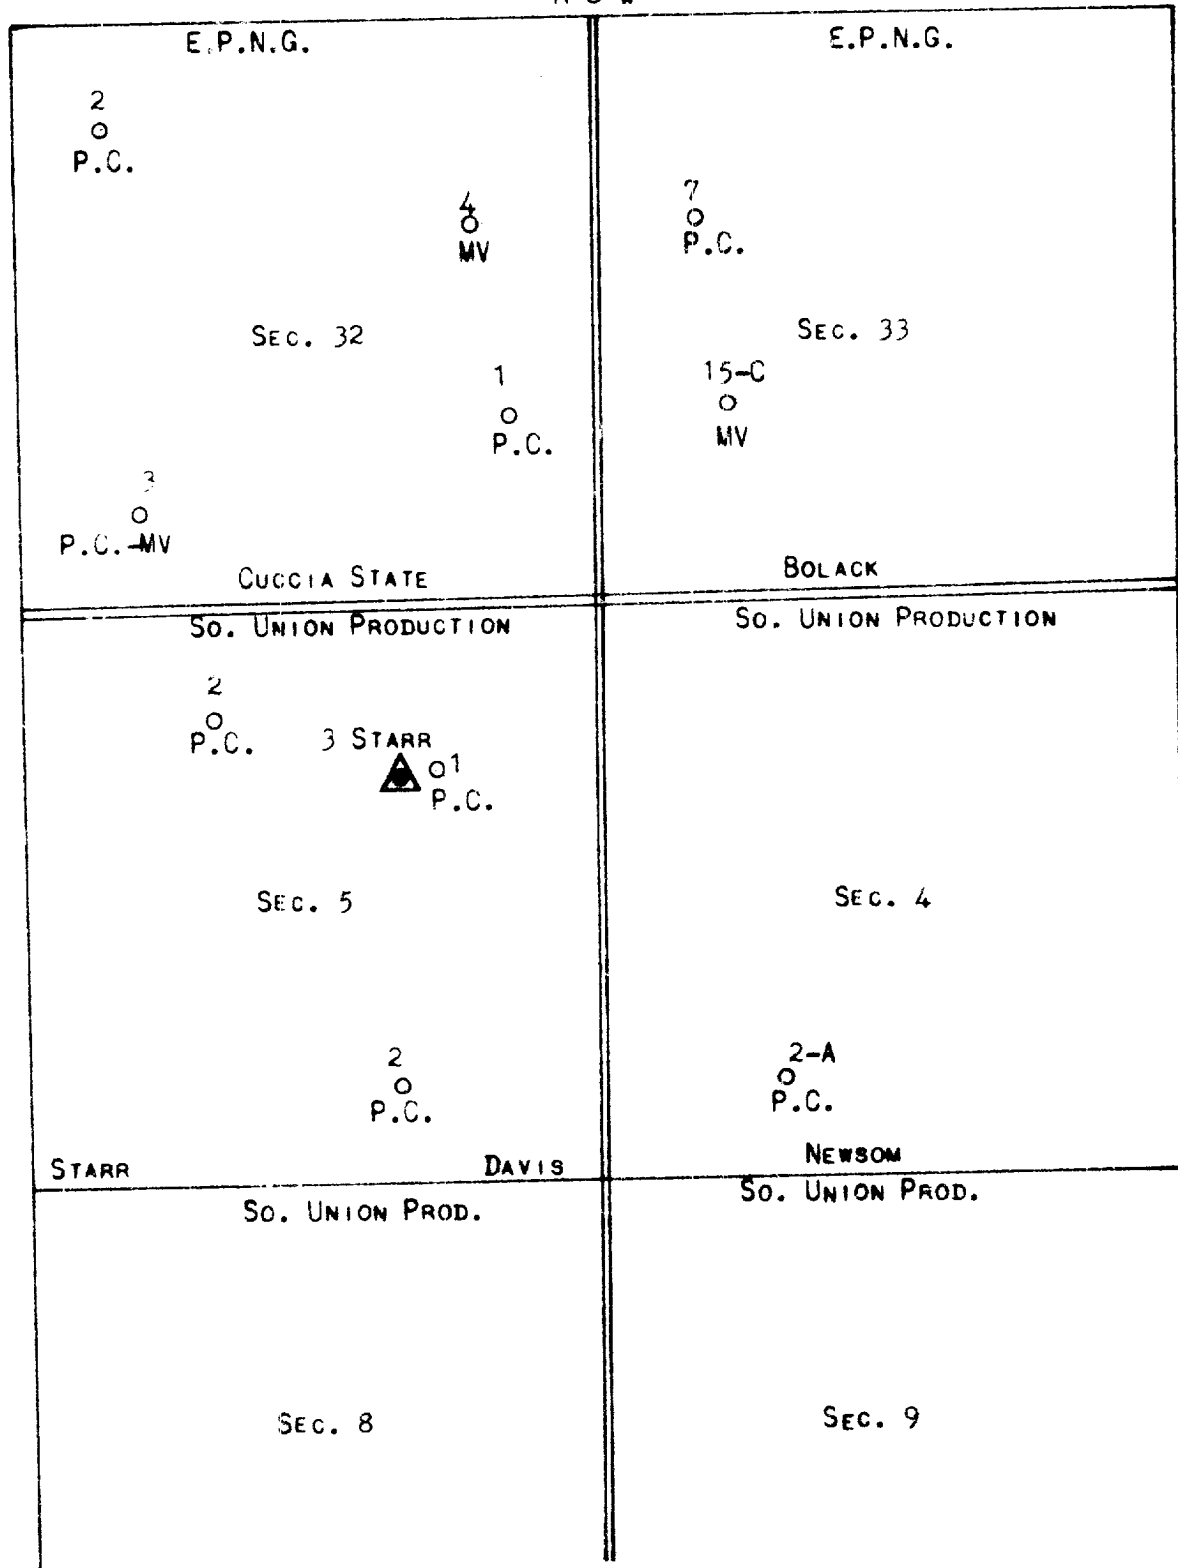 E.P.N.G.
E.P.N.G.
2
P.C.
4
MV
7
P.C.
SEC. 32
SEC. 33
1
P.C.
15-C
MV
3
P.C.-MV
CUCCIA STATE
BOLACK
SO. UNION PRODUCTION
SO. UNION PRODUCTION
2
P.C.
3 STARR
1
P.C.
SEC. 5
SEC. 4
2
P.C.
2-A
P.C.
STARR
DAVIS
NEWSOM
SO. UNION PROD.
SO. UNION PROD.
SEC. 8
SEC. 9